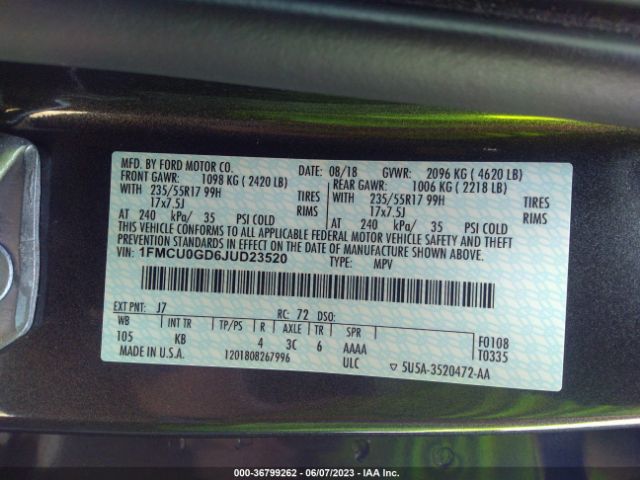 MFD. BY FORD MOTOR CO. DATE: 08/18 GVWR: 2096 KG ( 4620 LB)
FRONT GAWR: 1098 KG ( 2420 LB) REAR GAWR: 1006 KG ( 2218 LB)
WITH 235/55R17 99H TIRES WITH 235/55R17 99H TIRES
17x7.5J RIMS 17x7.5J RIMS
AT 240 kPa/ 35 PSI COLD AT 240 kPa/ 35 PSI COLD
THIS VEHICLE CONFORMS TO ALL APPLICABLE FEDERAL MOTOR VEHICLE SAFETY AND THEFT
PREVENTION STANDARDS IN EFFECT ON THE DATE OF MANUFACTURE SHOWN ABOVE.
VIN: 1FMCU0GD6JUD23520 TYPE: MPV
EXT PNT: J7 RC: 72 DSO:
WB INT TR TP/PS R AXLE TR SPR F0108
105 KB 4 3C 6 AAAA T0335
MADE IN U.S.A. 1201808267996 ULC ▽ 5U5A-3520472-AA
000-36799262 - 06/07/2023 - IAA Inc.